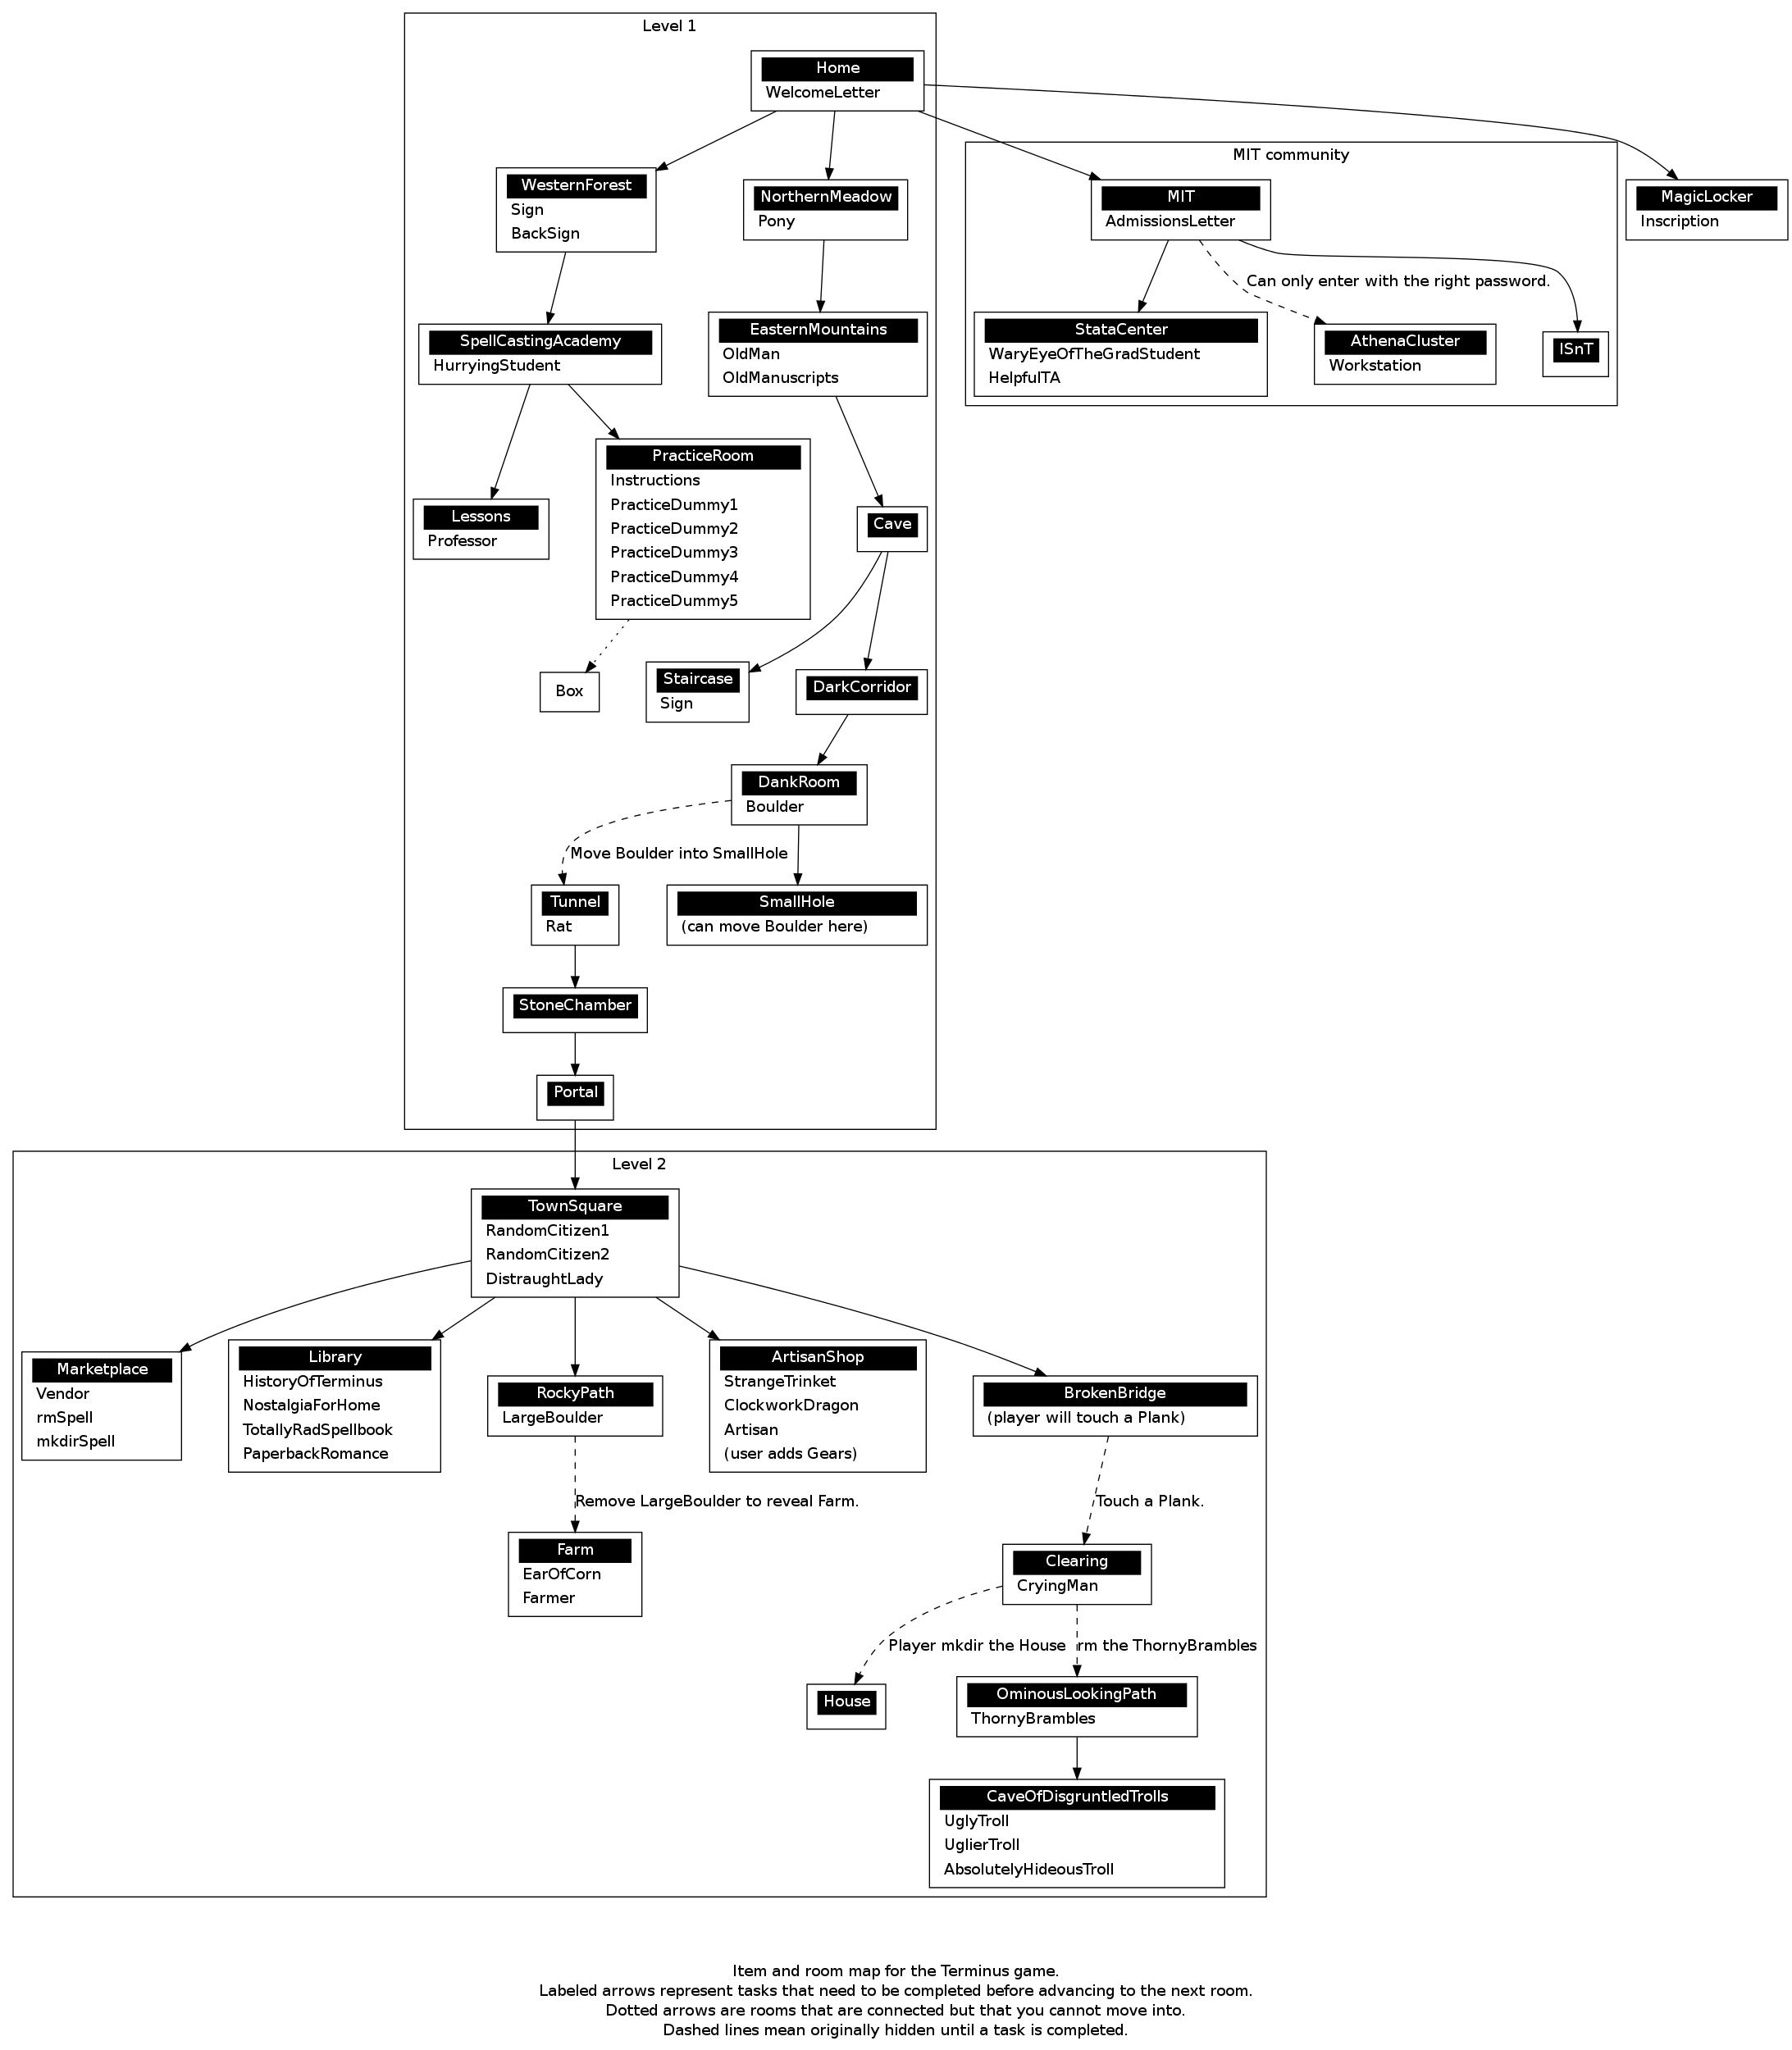 Level 1
Home
WelcomeLetter
MIT community
WesternForest
Sign
BackSign
NorthernMeadow
Pony
MIT
AdmissionsLetter
MagicLocker
Inscription
Can only enter with the right password.
SpellCastingAcademy
HurryingStudent
EasternMountains
OldMan
OldManuscripts
StataCenter
WaryEyeOfTheGradStudent
HelpfulTA
AthenaCluster
Workstation
ISnT
PracticeRoom
Instructions
PracticeDummy1
PracticeDummy2
PracticeDummy3
PracticeDummy4
PracticeDummy5
Lessons
Professor
Cave
Box
Staircase
Sign
DarkCorridor
DankRoom
Boulder
Move Boulder into SmallHole
Tunnel
Rat
SmallHole
(can move Boulder here)
StoneChamber
Portal
Level 2
TownSquare
RandomCitizen1
RandomCitizen2
DistraughtLady
Marketplace
Vendor
rmSpell
mkdirSpell
Library
HistoryOfTerminus
NostalgiaForHome
TotallyRadSpellbook
PaperbackRomance
RockyPath
LargeBoulder
ArtisanShop
StrangeTrinket
ClockworkDragon
Artisan
(user adds Gears)
BrokenBridge
(player will touch a Plank)
Remove LargeBoulder to reveal Farm.
Touch a Plank.
Farm
EarOfCorn
Farmer
Clearing
CryingMan
Player mkdir the House
rm the ThornyBrambles
House
OminousLookingPath
ThornyBrambles
CaveOfDisgruntledTrolls
UglyTroll
UglierTroll
AbsolutelyHideousTroll
Item and room map for the Terminus game.
Labeled arrows represent tasks that need to be completed before advancing to the next room.
Dotted arrows are rooms that are connected but that you cannot move into.
Dashed lines mean originally hidden until a task is completed.